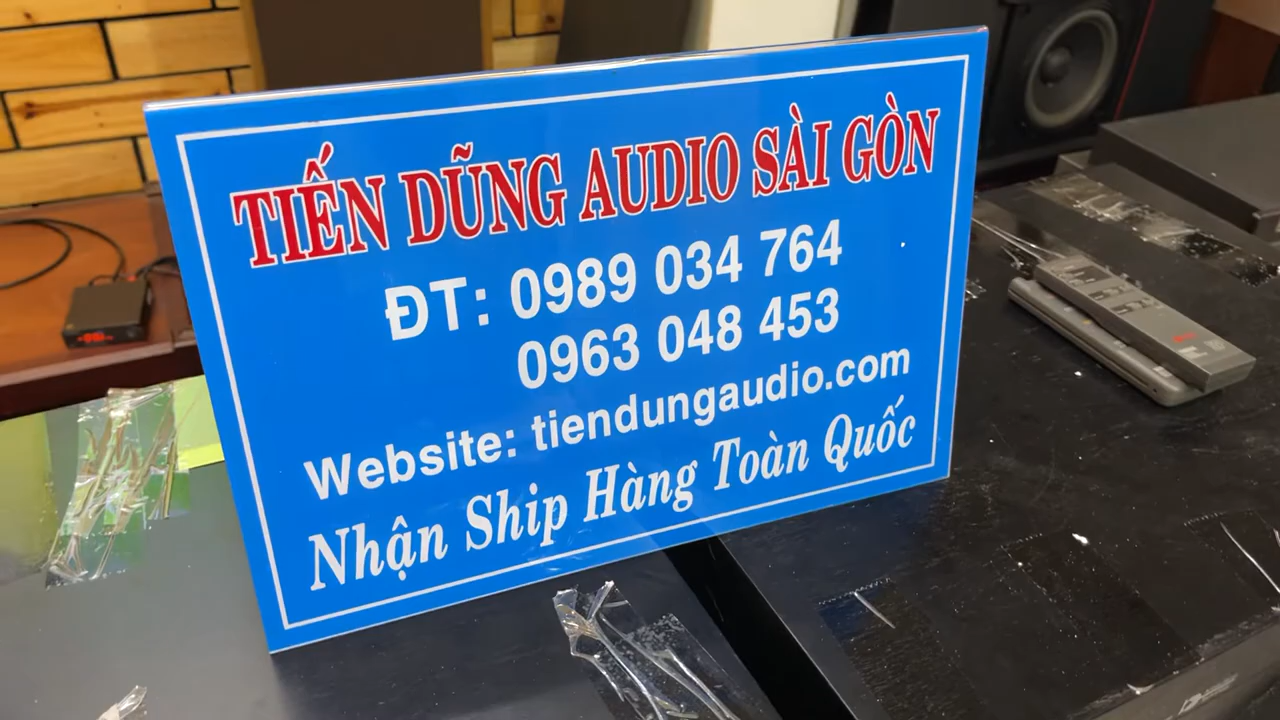 TIẾN DŨNG AUDIO SÀI GÒN
ĐT: 0989 034 764
0963 048 453
Website: tiendungaudio.com
Nhận Ship Hàng Toàn Quốc